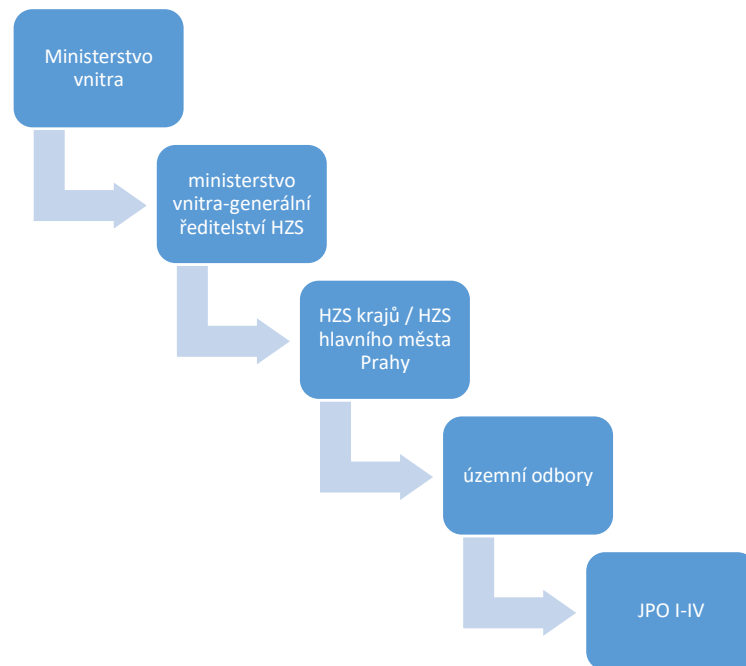 Ministerstvo
vnitra
ministerstvo
vnitra-generální
ředitelství HZS
HZS krajů / HZS
hlavního města
Prahy
územní odbory
JPO I-IV